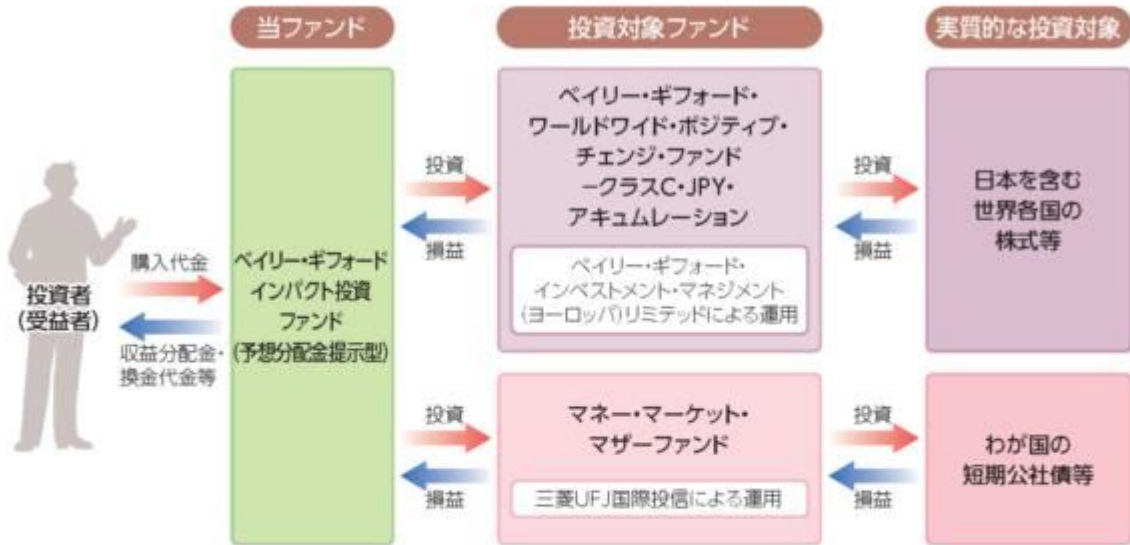 当ファンド
投資対象ファンド
実質的な投資対象
投資者
(受益者)
購入代金
収益分配金・
換金代金等
ベイリー・ギフォード
インパクト投資
ファンド
(予想分配金提示型)
投資
損益
ベイリー・ギフォード・
ワールドワイド・ポジティブ・
チェンジ・ファンド
－クラスC・JPY・
アキュムレーション
ベイリー・ギフォード・
インベストメント・マネジメント
(ヨーロッパ)リミテッドによる運用
投資
損益
日本を含む
世界各国の
株式等
投資
損益
マネー・マーケット・
マザーファンド
三菱UFJ国際投信による運用
投資
損益
わが国の
短期公社債等